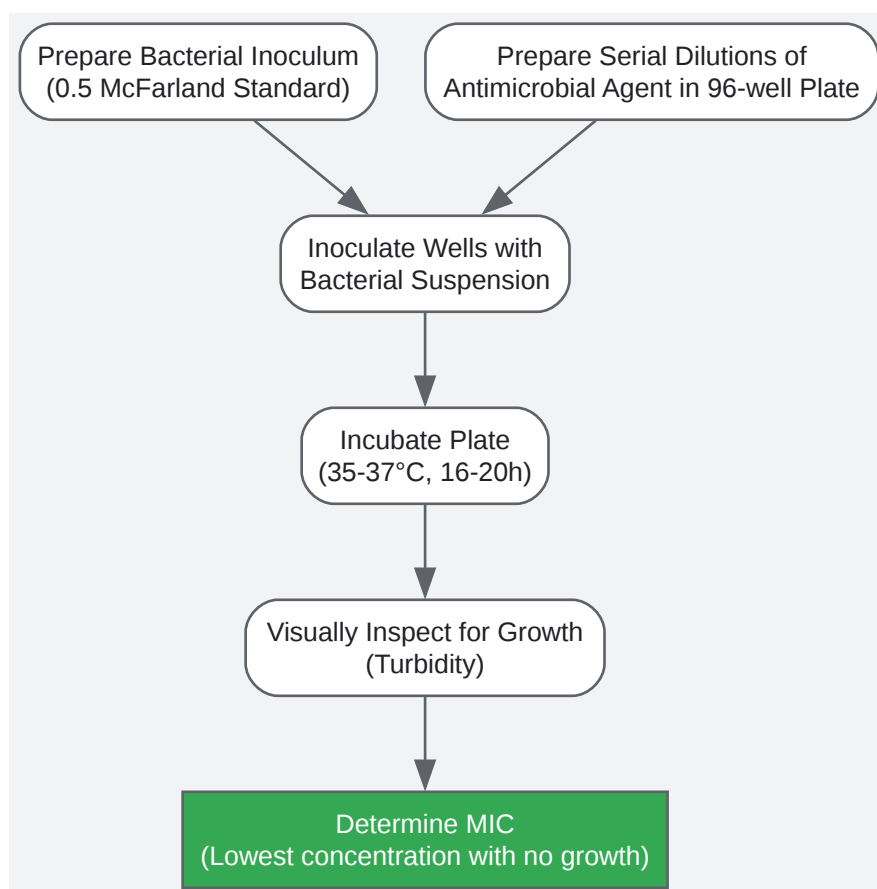 Prepare Bacterial Inoculum
(0.5 McFarland Standard)
Prepare Serial Dilutions of
Antimicrobial Agent in 96-well Plate
Inoculate Wells with
Bacterial Suspension
Incubate Plate
(35-37°C, 16-20h)
Visually Inspect for Growth
(Turbidity)
Determine MIC
(Lowest concentration with no growth)